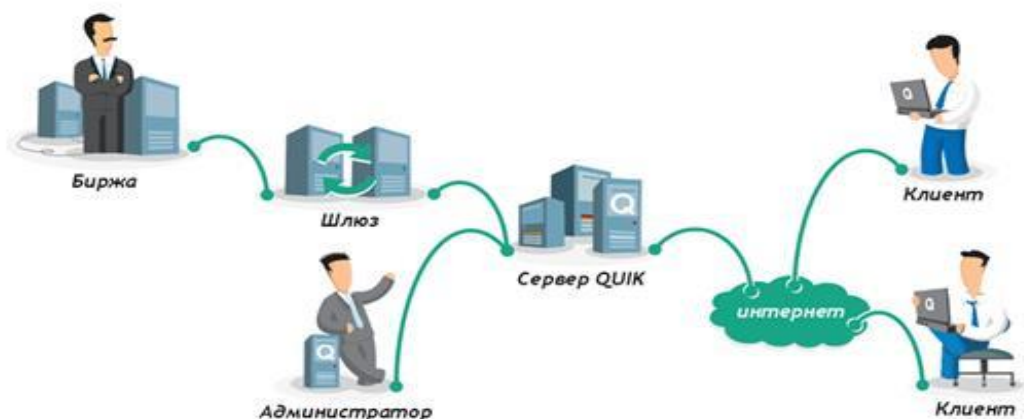 Биржа
Шлюз
Сервер QUIK
Администратор
интернет
Клиент
Клиент
Q
Q
Q
Q